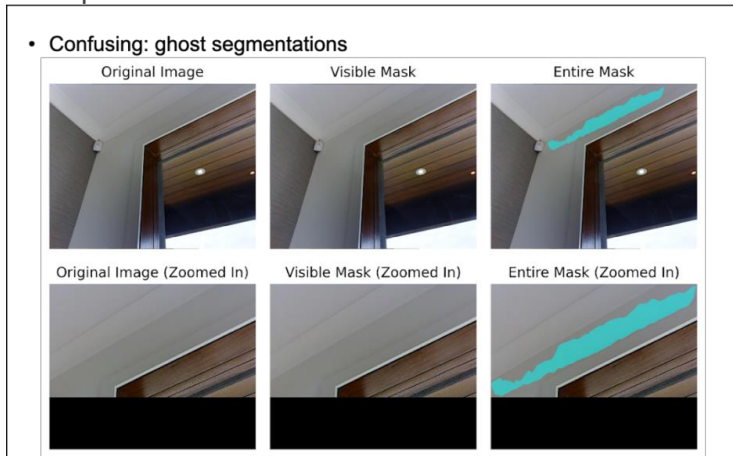 • Confusing: ghost segmentations
Original Image Visible Mask Entire Mask
Original Image (Zoomed In) Visible Mask (Zoomed In) Entire Mask (Zoomed In)